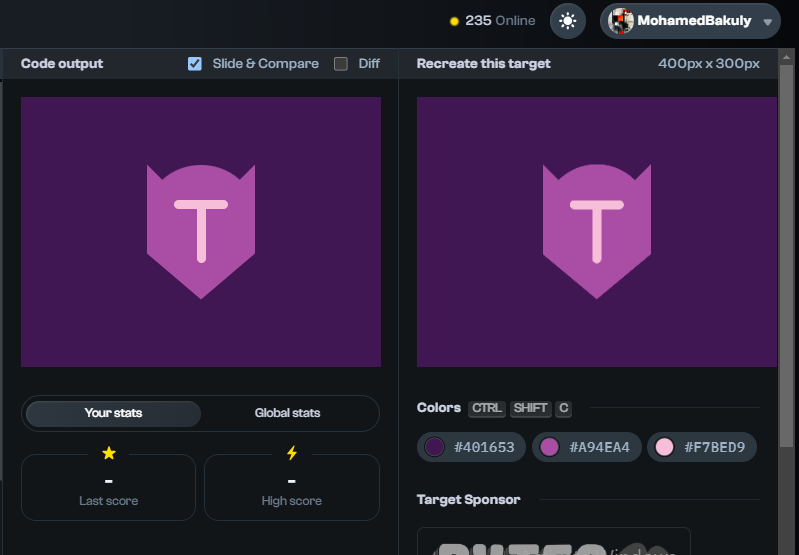 235 Online
MohamedBakuly
Code output
Slide & Compare
Diff
Recreate this target
400px x 300px
T
T
Your stats
Global stats
Colors CTRL SHIFT C
#401653
#A94EA4
#F7BED9
-
Last score
-
High score
Target Sponsor